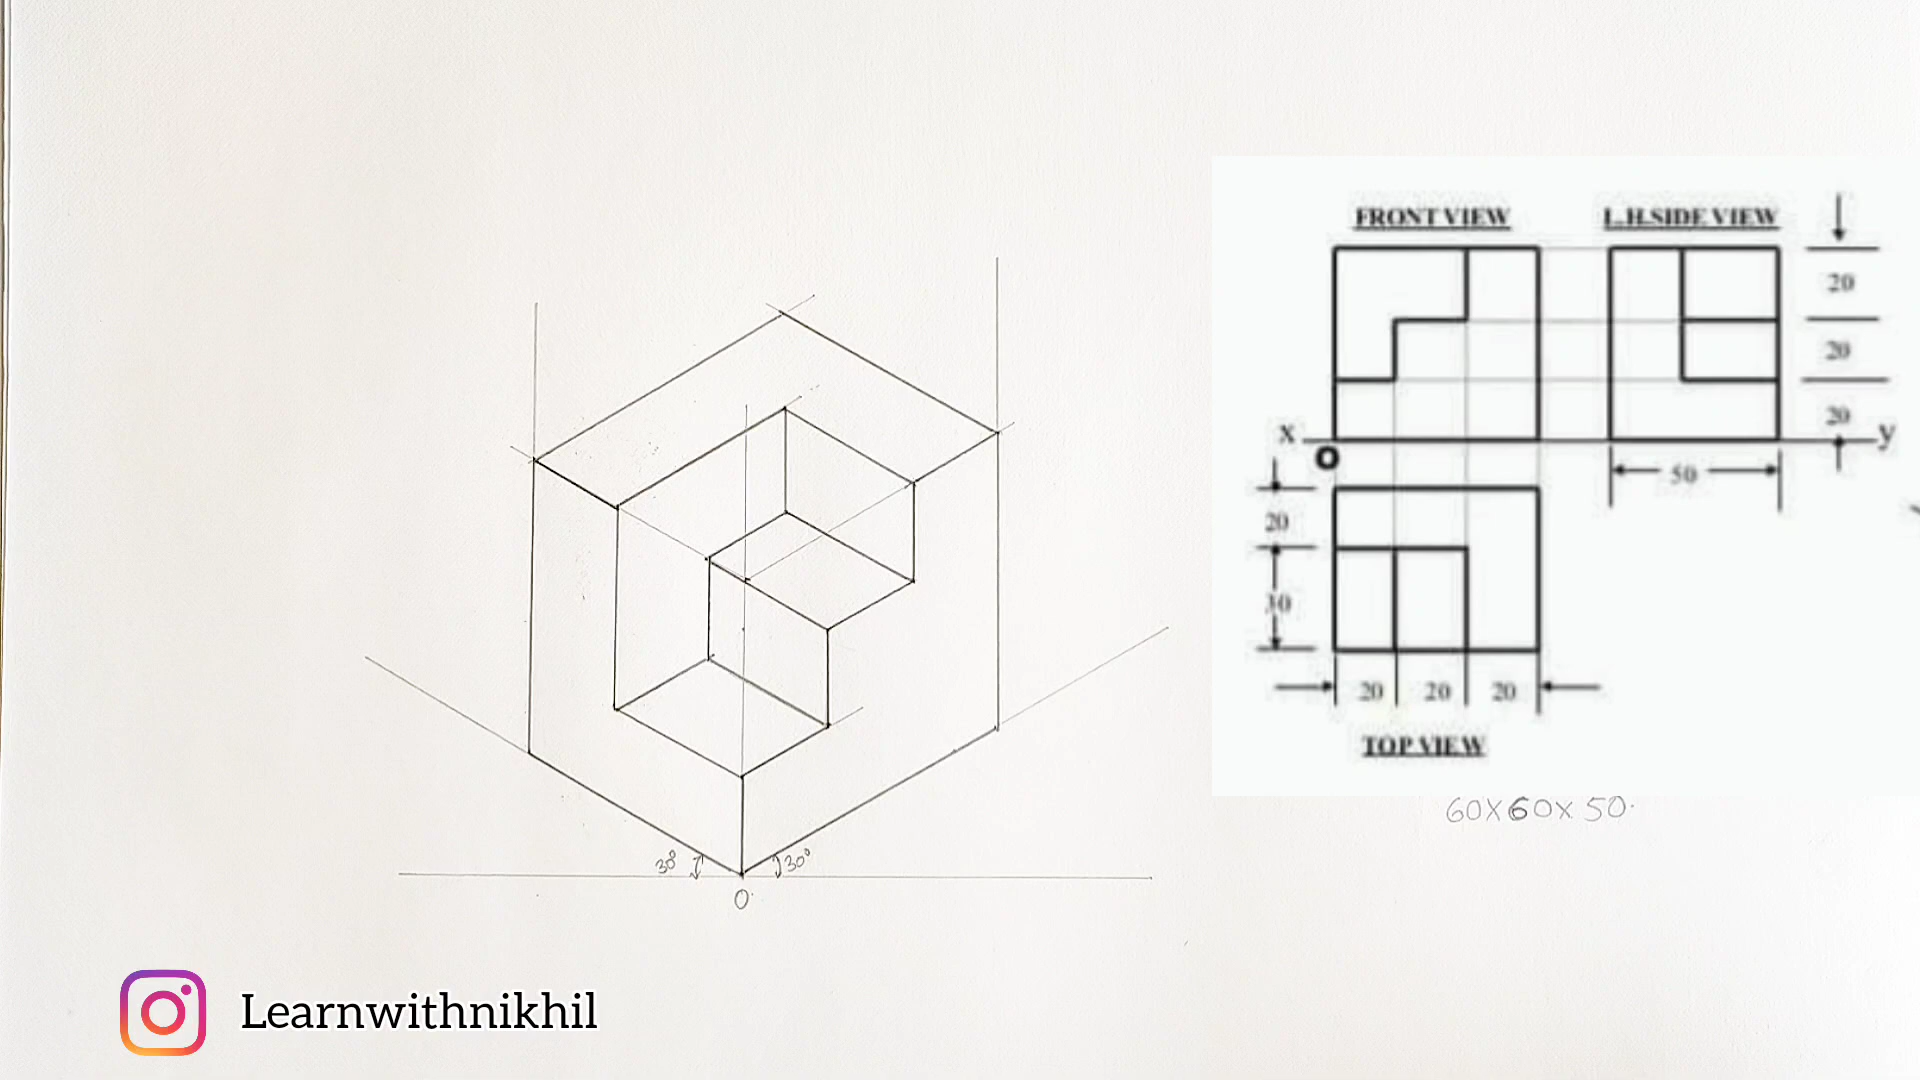 FRONT VIEW
L.H.SIDE VIEW
20
20
20
x
y
O
50
20
30
20 20 20
TOP VIEW
60X60X50.
30°
30°
O
Learnwithnikhil